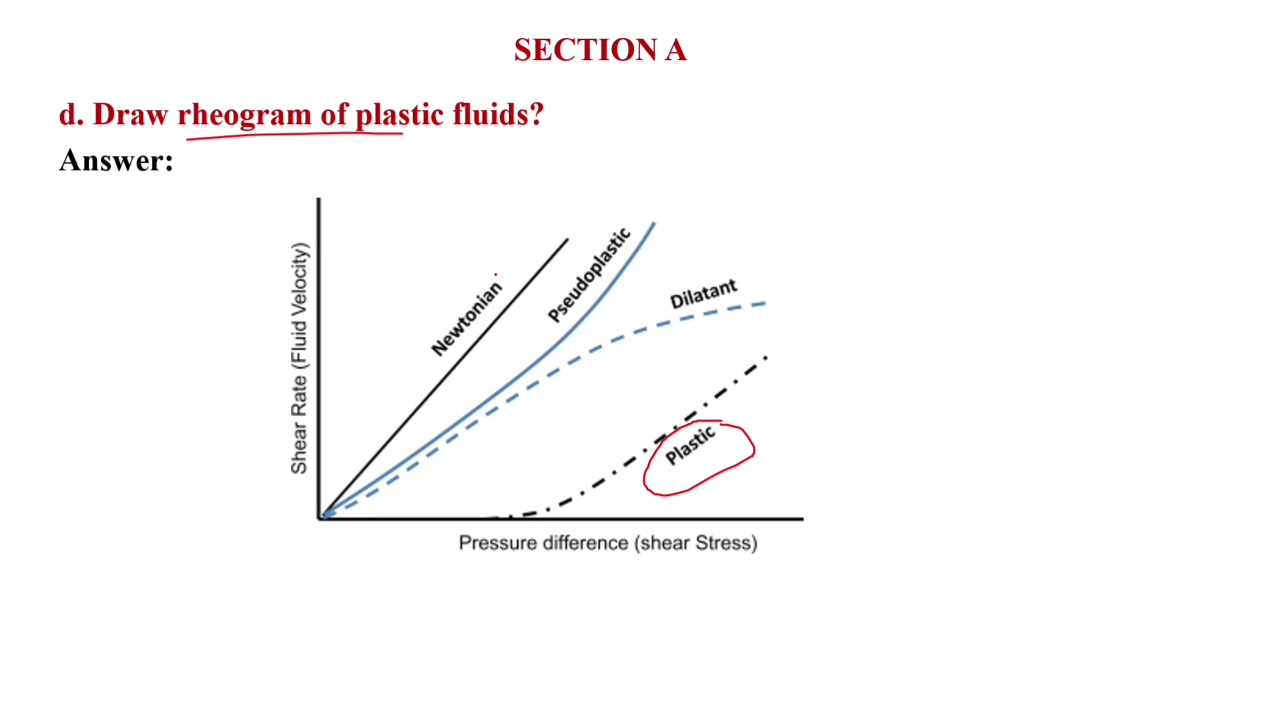 SECTION A
d. Draw rheogram of plastic fluids?
Answer:
Shear Rate (Fluid Velocity)
Newtonian
Pseudoplastic
Dilatant
Plastic
Pressure difference (shear Stress)